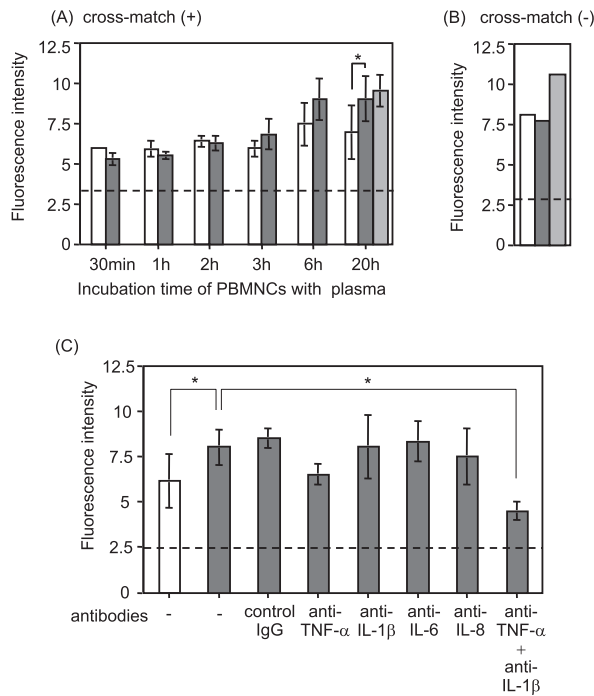 (A) cross-match (+)
(B) cross-match (-)
Fluorescence intensity
12.5
10
7.5
5
2.5
0
*
30min 1h 2h 3h 6h 20h
Incubation time of PBMNCs with plasma
Fluorescence intensity
12.5
10
7.5
5
2.5
0
(C)
Fluorescence intensity
12.5
10
7.5
5
2.5
0
* *
antibodies - - control anti- anti- anti- anti- anti-
IgG TNF-α IL-1β IL-6 IL-8 TNF-α
+
anti-
IL-1β